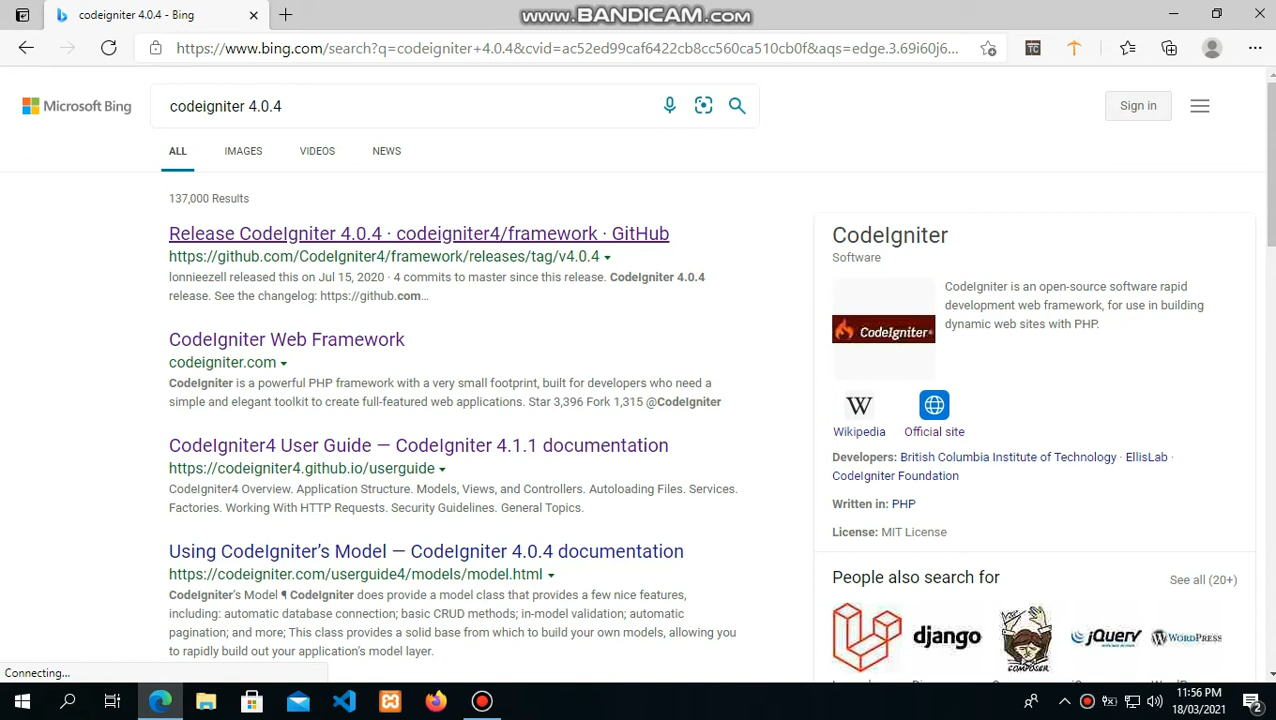 codeigniter 4.0.4 - Bing
www.BANDICAM.com
https://www.bing.com/search?q=codeigniter+4.0.4&cvid=ac52ed99caf6422cb8cc560ca510cb0f&aqs=edge.3.69i60j6...
TC
Microsoft Bing
codeigniter 4.0.4
Sign in
ALL
IMAGES
VIDEOS
NEWS
137,000 Results
Release CodeIgniter 4.0.4 · codeigniter4/framework · GitHub
https://github.com/CodeIgniter4/framework/releases/tag/v4.0.4
lonnieezell released this on Jul 15, 2020 · 4 commits to master since this release. CodeIgniter 4.0.4
release. See the changelog: https://github.com…
CodeIgniter Web Framework
codeigniter.com
CodeIgniter is a powerful PHP framework with a very small footprint, built for developers who need a
simple and elegant toolkit to create full-featured web applications. Star 3,396 Fork 1,315 @CodeIgniter
CodeIgniter4 User Guide — CodeIgniter 4.1.1 documentation
https://codeigniter4.github.io/userguide
CodeIgniter4 Overview. Application Structure. Models, Views, and Controllers. Autoloading Files. Services.
Factories. Working With HTTP Requests. Security Guidelines. General Topics.
Using CodeIgniter's Model — CodeIgniter 4.0.4 documentation
https://codeigniter.com/userguide4/models/model.html
CodeIgniter's Model ¶ CodeIgniter does provide a model class that provides a few nice features,
including: automatic database connection; basic CRUD methods; in-model validation; automatic
pagination; and more; This class provides a solid base from which to build your own models, allowing you
to rapidly build out your application's model layer.
CodeIgniter
Software
CodeIgniter is an open-source software rapid
development web framework, for use in building
dynamic web sites with PHP.
CodeIgniter
W
Wikipedia
Official site
Developers: British Columbia Institute of Technology · EllisLab ·
CodeIgniter Foundation
Written in: PHP
License: MIT License
People also search for
See all (20+)
django
COMPOSER
jQuery
WORDPRESS
Connecting...
11:56 PM
18/03/2021
2